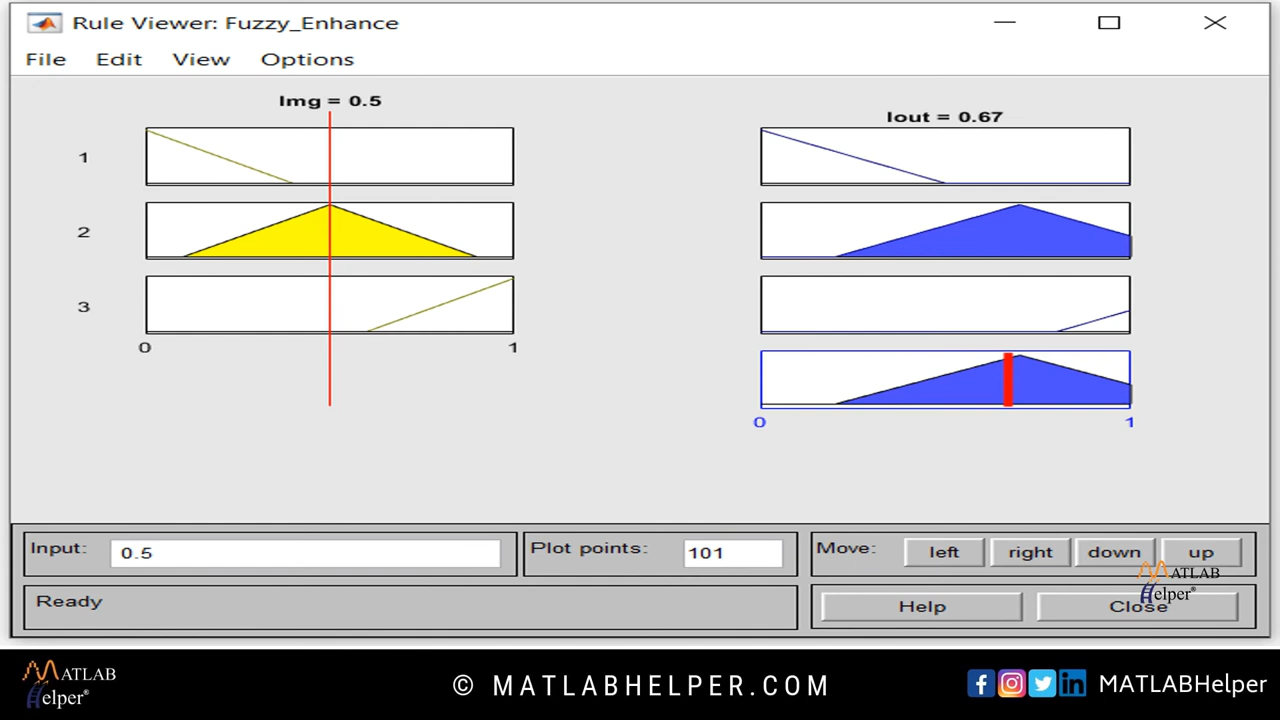 Rule Viewer: Fuzzy_Enhance
File Edit View Options
Img = 0.5
Iout = 0.67
1
2
3
0 1
0 1
Input: 0.5 Plot points: 101 Move: left right down up
Ready
Help Close
MATLAB
Helper®
MATLAB
Helper®
© MATLABHELPER.COM
MATLABHelper